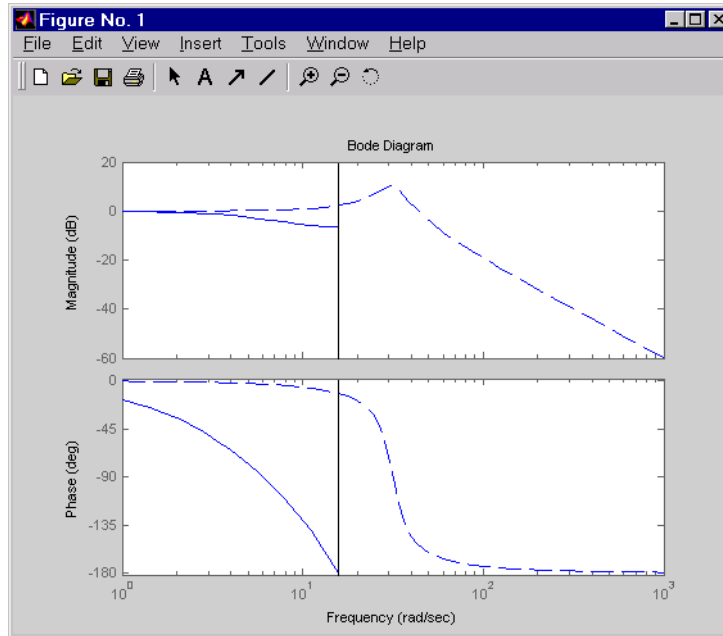 Figure No. 1
File Edit View Insert Tools Window Help
A
Bode Diagram
20
0
-20
-40
-60
Magnitude (dB)
0
-45
-90
-135
-180
Phase (deg)
10^0 10^1 10^2 10^3
Frequency (rad/sec)